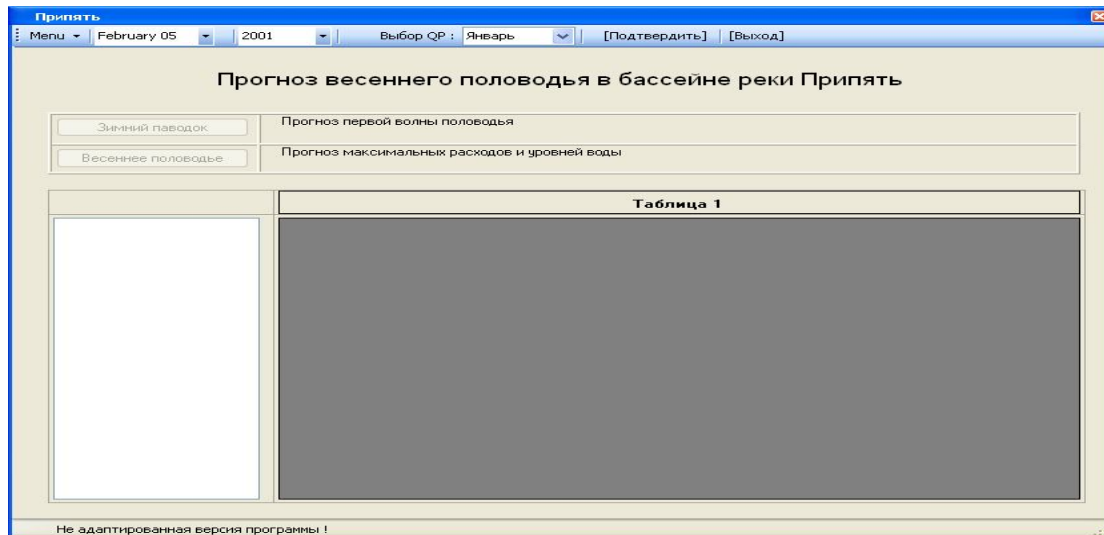 Припять
Menu February 05 2001 Выбор QP : Январь [Подтвердить] [Выход]
Прогноз весеннего половодья в бассейне реки Припять
Зимний паводок Прогноз первой волны половодья
Весеннее половодье Прогноз максимальных расходов и уровней воды
Таблица 1
Не адаптированная версия программы !